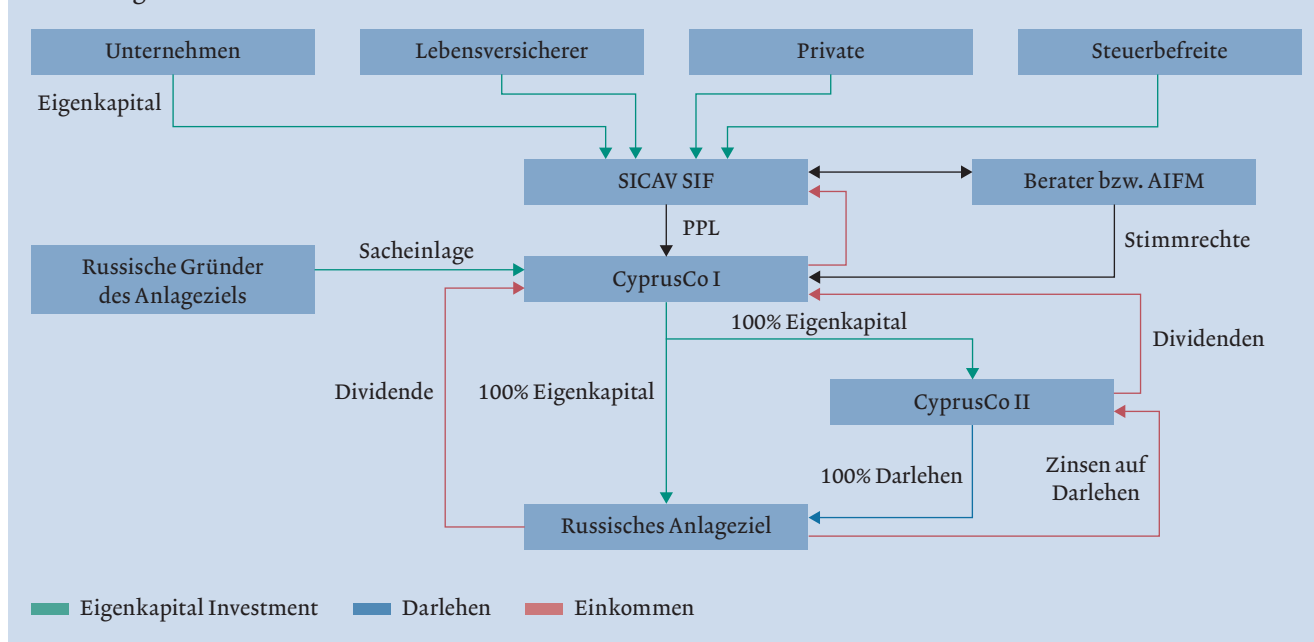 Unternehmen
Lebensversicherer
Private
Steuerbefreite
Eigenkapital
SICAV SIF
Berater bzw. AIFM
PPL
Stimmrechte
Russische Gründer
des Anlageziels
Sacheinlage
CyprusCo I
100% Eigenkapital
Dividenden
Dividende
100% Eigenkapital
CyprusCo II
100% Darlehen
Zinsen auf
Darlehen
Russisches Anlageziel
Eigenkapital Investment
Darlehen
Einkommen